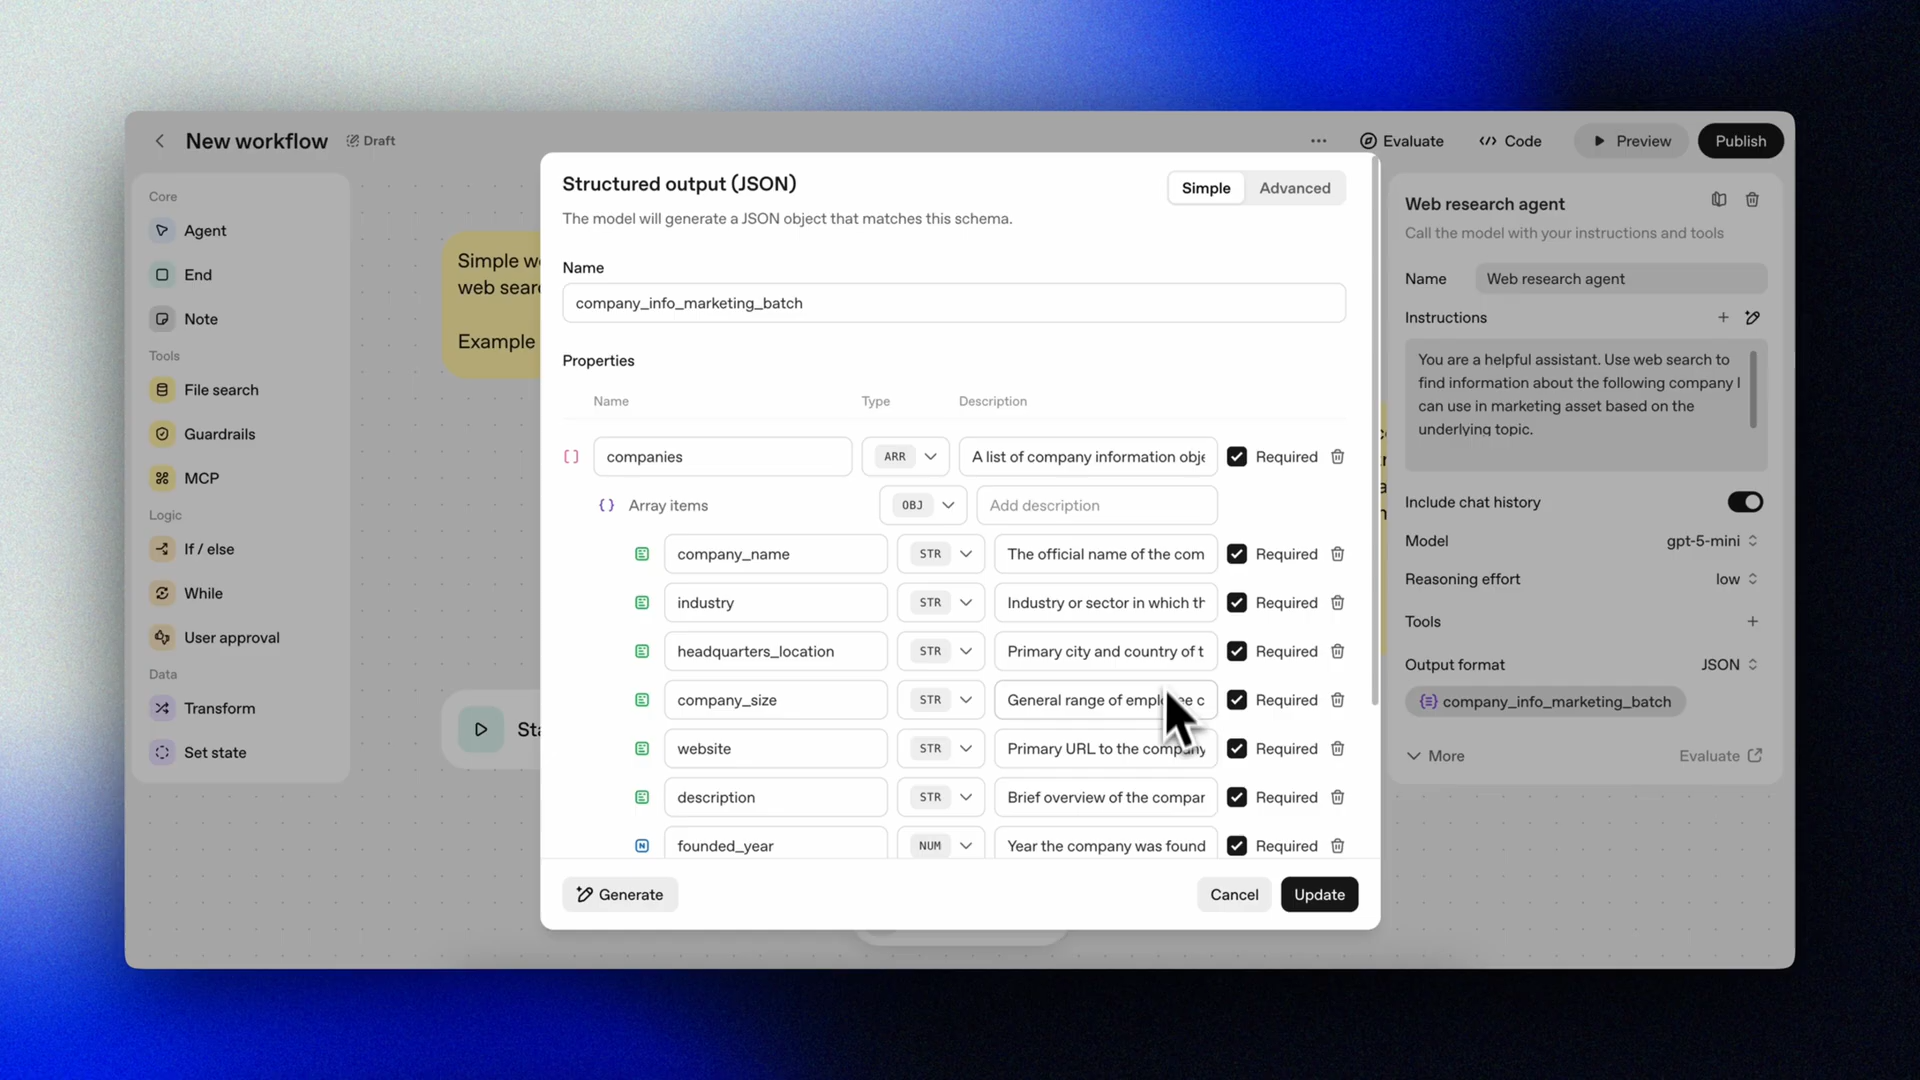 New workflow
Draft
Evaluate
Code
Preview
Publish
Core
Agent
End
Note
Tools
File search
Guardrails
MCP
Logic
If / else
While
User approval
Data
Transform
Set state
Simple
web
Example
Structured output (JSON)
The model will generate a JSON object that matches this schema.
Simple
Advanced
Name
company_info_marketing_batch
Properties
Name Type Description
companies ARR A list of company information Required
Array items OBJ Add description
company_name STR The official name of the Required
industry STR Industry or sector in which Required
headquarters_location STR Primary city and country of Required
company_size STR General range of Required
website STR Primary URL to the company Required
description STR Brief overview of the Required
founded_year NUM Year the company was Required
Generate
Cancel
Update
Web research agent
Call the model with your instructions and tools
Name Web research agent
Instructions
You are a helpful assistant. Use web search to
find information about the following company I
can use in marketing asset based on the
underlying topic.
Include chat history
Model gpt-5-mini
Reasoning effort low
Tools
Output format JSON
company_info_marketing_batch
More
Evaluate